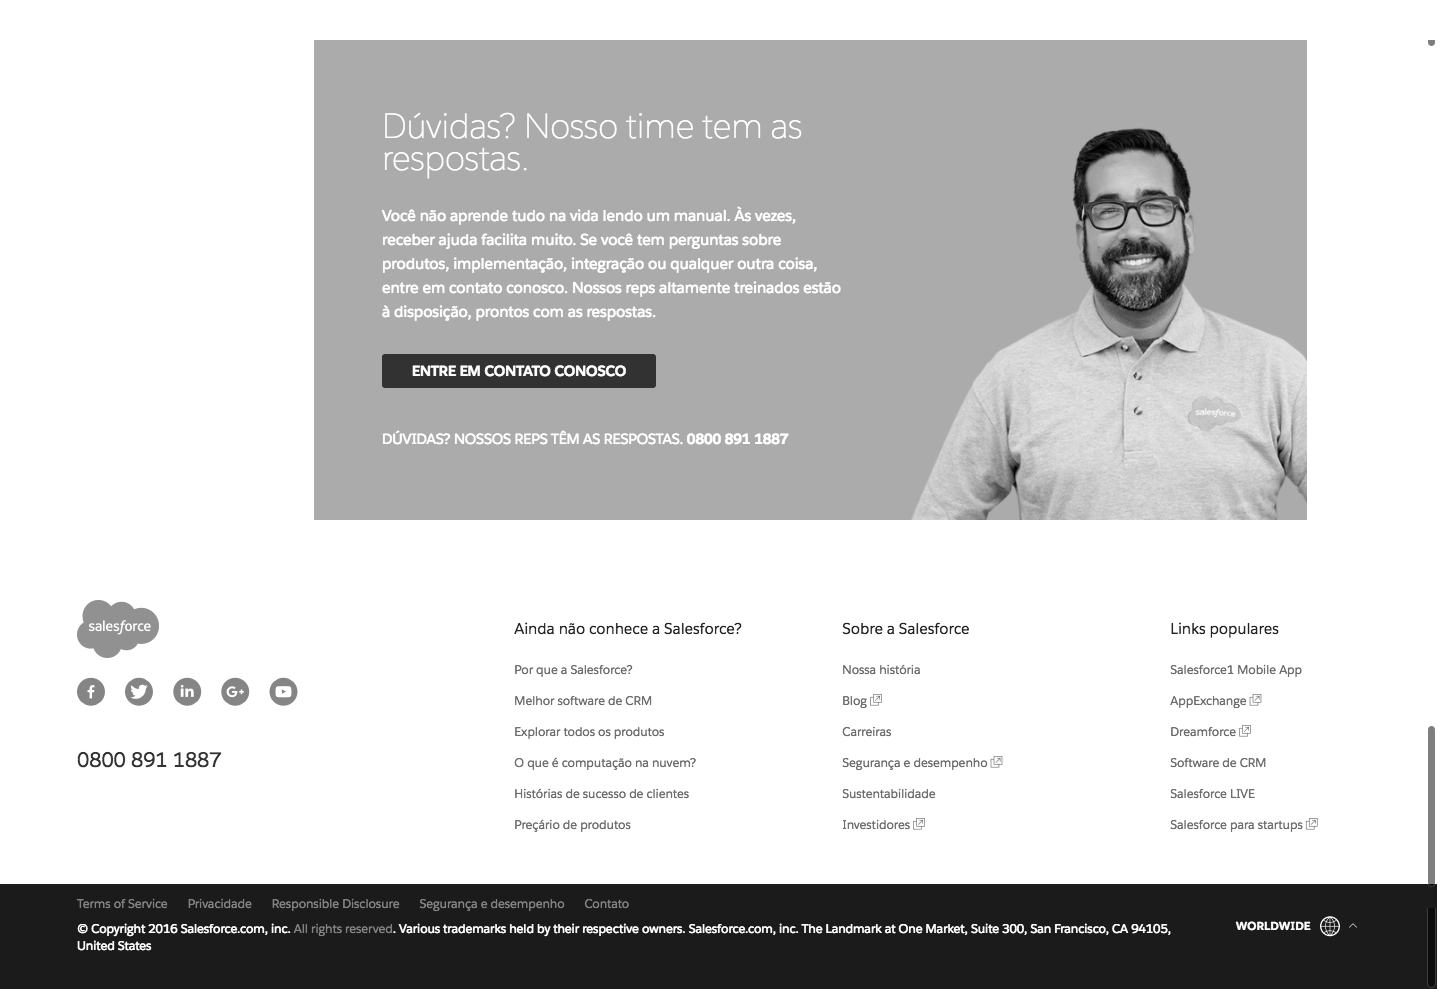 Dúvidas? Nosso time tem as
respostas.
Você não aprende tudo na vida lendo um manual. Às vezes,
receber ajuda facilita muito. Se você tem perguntas sobre
produtos, implementação, integração ou qualquer outra coisa,
entre em contato conosco. Nossos reps altamente treinados estão
à disposição, prontos com as respostas.
ENTRE EM CONTATO CONOSCO
DÚVIDAS? NOSSOS REPS TÊM AS RESPOSTAS. 0800 891 1887
salesforce
salesforce
0800 891 1887
Ainda não conhece a Salesforce?
Por que a Salesforce?
Melhor software de CRM
Explorar todos os produtos
O que é computação na nuvem?
Histórias de sucesso de clientes
Preçário de produtos
Sobre a Salesforce
Nossa história
Blog
Carreiras
Segurança e desempenho
Sustentabilidade
Investidores
Links populares
Salesforce1 Mobile App
AppExchange
Dreamforce
Software de CRM
Salesforce LIVE
Salesforce para startups
Terms of Service Privacidade Responsible Disclosure Segurança e desempenho Contato
© Copyright 2016 Salesforce.com, inc. All rights reserved. Various trademarks held by their respective owners. Salesforce.com, inc. The Landmark at One Market, Suite 300, San Francisco, CA 94105,
United States
WORLDWIDE